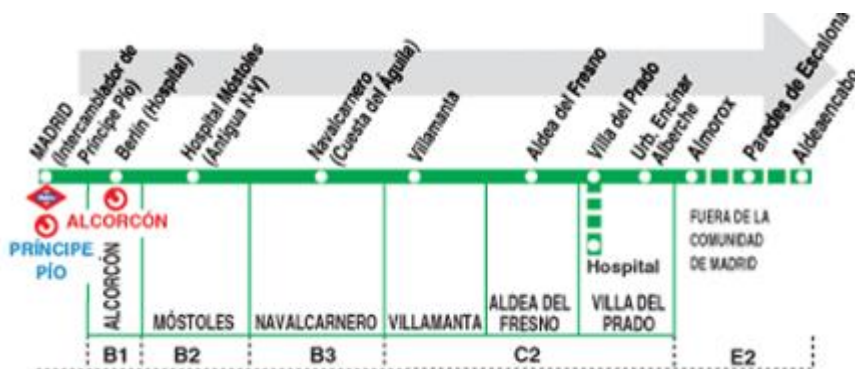 MADRID
(Intercambiador de
Príncipe Pío)
Berlín (Hospital)
Hospital Móstoles
(Antigua N-V)
Navalcarnero
(Cuesta del Águila)
Villamanta
Aldea del Fresno
Villa del Prado
Urb. Encinar
Alberche
Almorox
Paredes de Escalona
Aldeaencabo
ALCORCÓN
PRÍNCIPE
PÍO
FUERA DE LA
COMUNIDAD
DE MADRID
Hospital
ALCORCÓN
MÓSTOLES
NAVALCARNERO
VILLAMANTA
ALDEA DEL
FRESNO
VILLA DEL
PRADO
B1
B2
B3
C2
E2